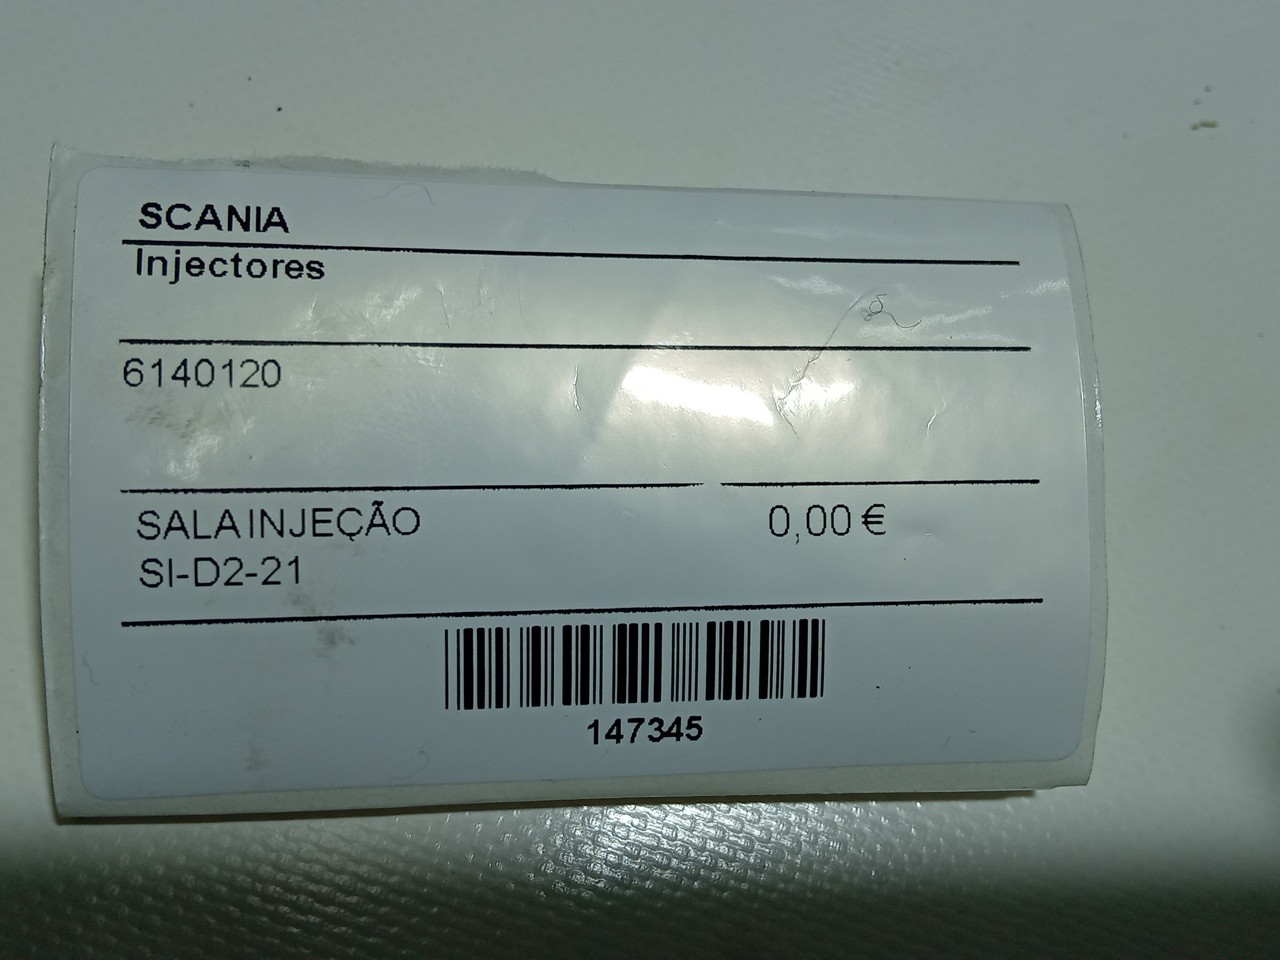 SCANIA
Injectores
6140120
SALA INJEÇÃO 0,00 €
SI-D2-21
147345